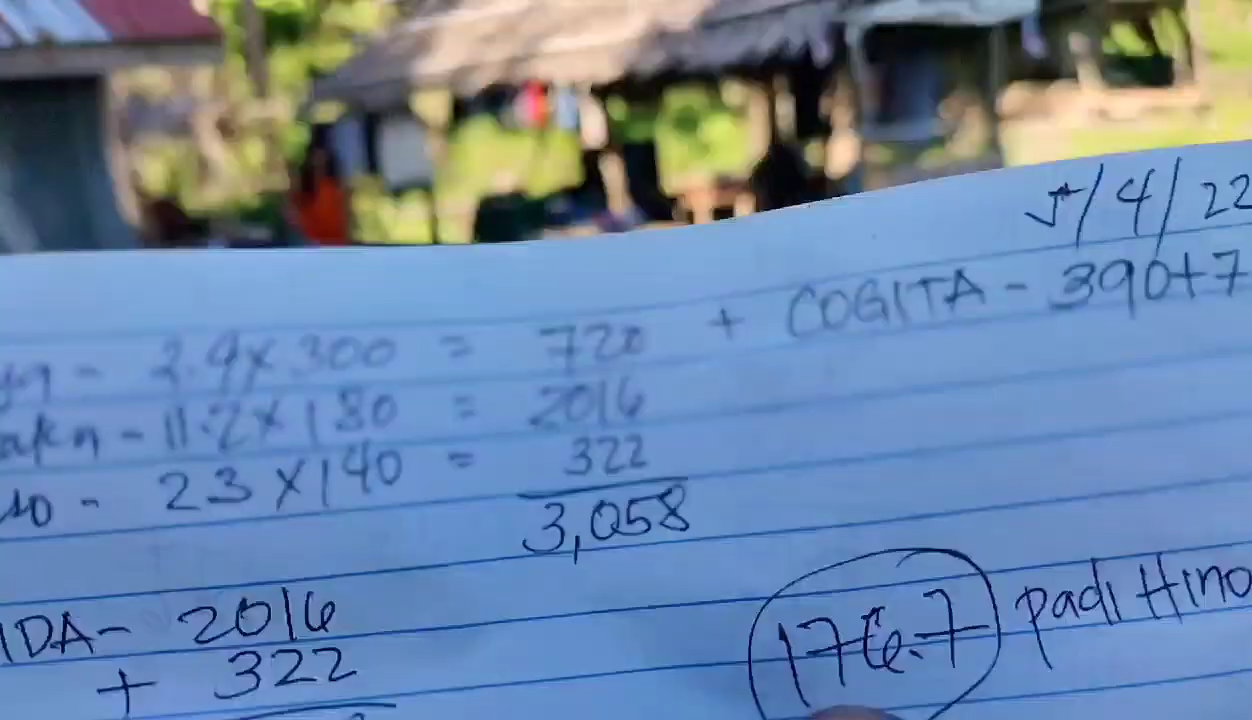 5/4/22
+ COGITA - 390+7
- 2.9x300 = 720
- 11.2x180 = 2016
- 23x140 = 322
3,058
IDA- 2016
+ 322
176.7 padi Hino